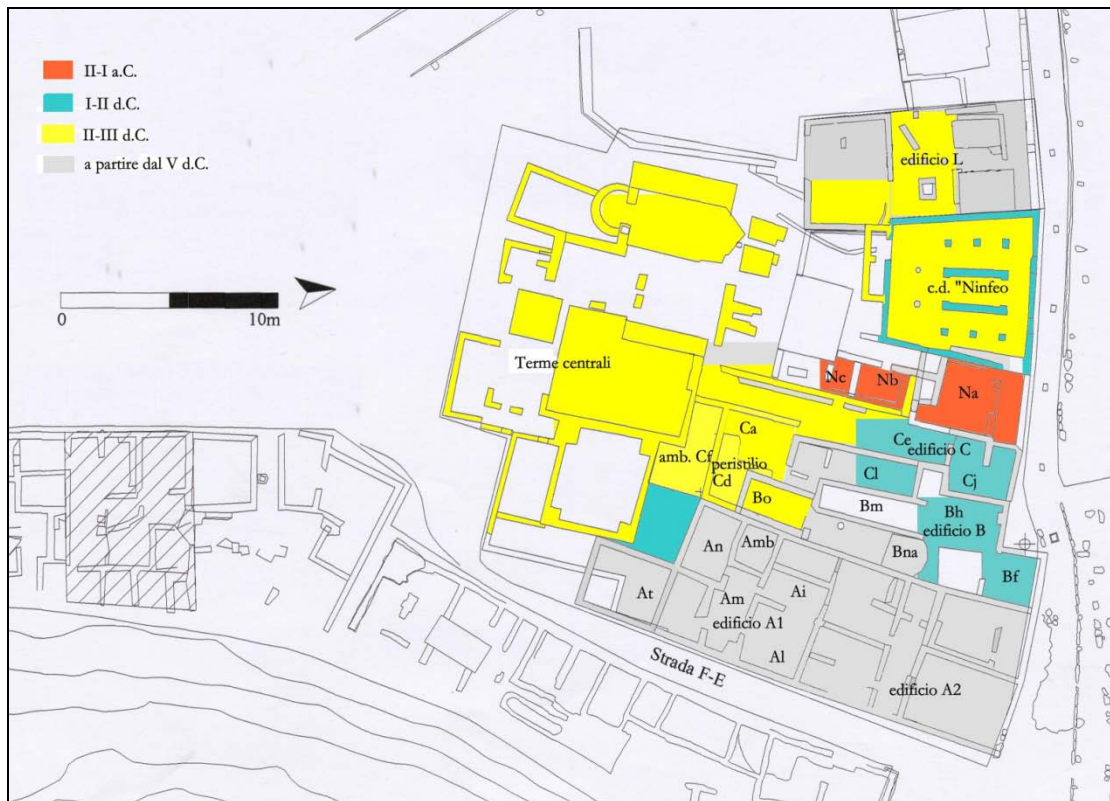 II-I a.C.
I-II d.C.
II-III d.C.
a partire dal V d.C.
0
10m
edificio L
c.d. "Ninfeo
Terme centrali
Nc
Nb
Na
Ca
Ce
edificio C
amb. Cf
peristilio
Cd
Cl
Cj
Bo
Bm
Bh
edificio B
An
Amb
Bna
Bf
At
Am
Ai
edificio A1
Al
Strada F-E
edificio A2